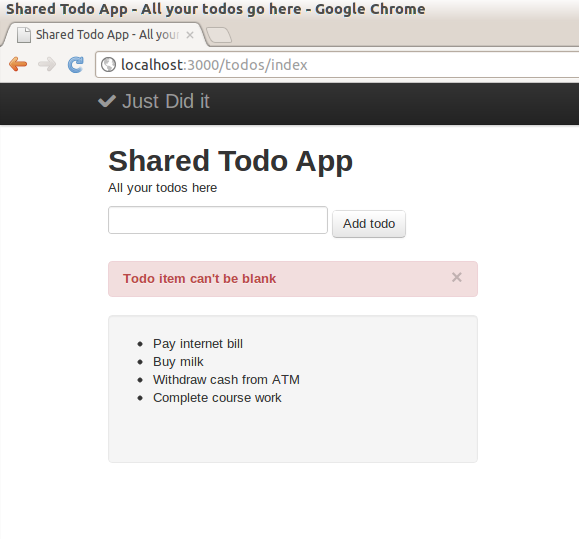 Shared Todo App - All your todos go here - Google Chrome
Shared Todo App - All your
localhost:3000/todos/index
Just Did it
Shared Todo App
All your todos here
Add todo
Todo item can't be blank
Pay internet bill
Buy milk
Withdraw cash from ATM
Complete course work